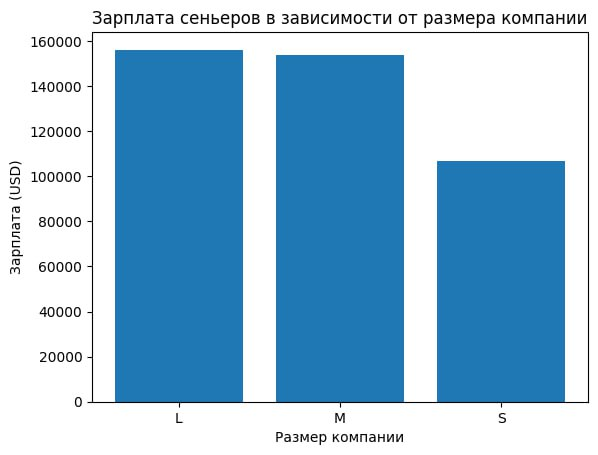 Зарплата сеньеров в зависимости от размера компании
160000
140000
120000
100000
80000
60000
40000
20000
0
Зарплата (USD)
L M S
Размер компании